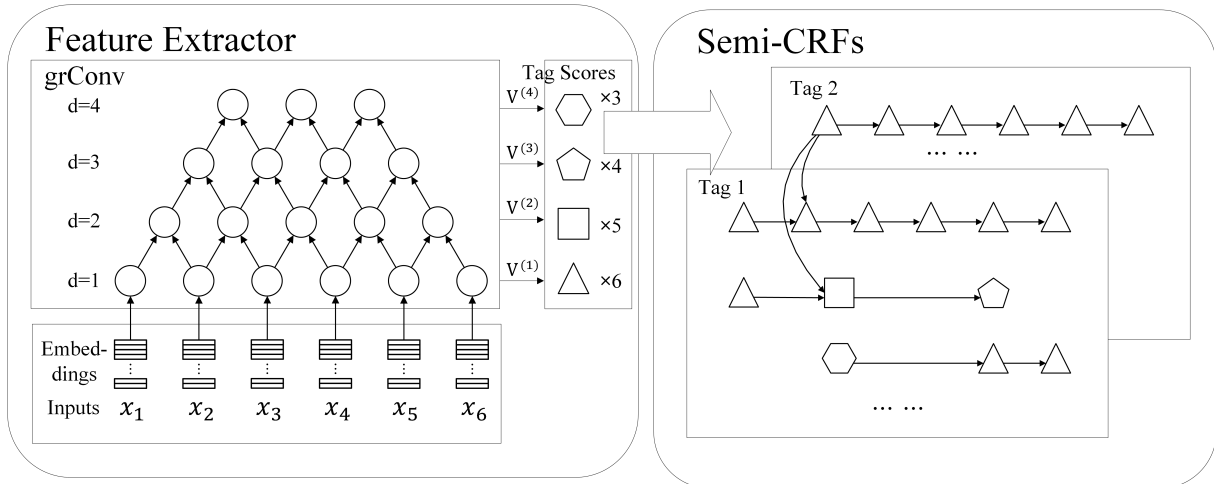 Feature Extractor
grConv
d=4
d=3
d=2
d=1
V⁽⁴⁾
V⁽³⁾
V⁽²⁾
V⁽¹⁾
Tag Scores
×3
×4
×5
×6
Embed-
dings
Inputs
x₁ x₂ x₃ x₄ x₅ x₆
Semi-CRFs
Tag 2
... ...
Tag 1
... ...